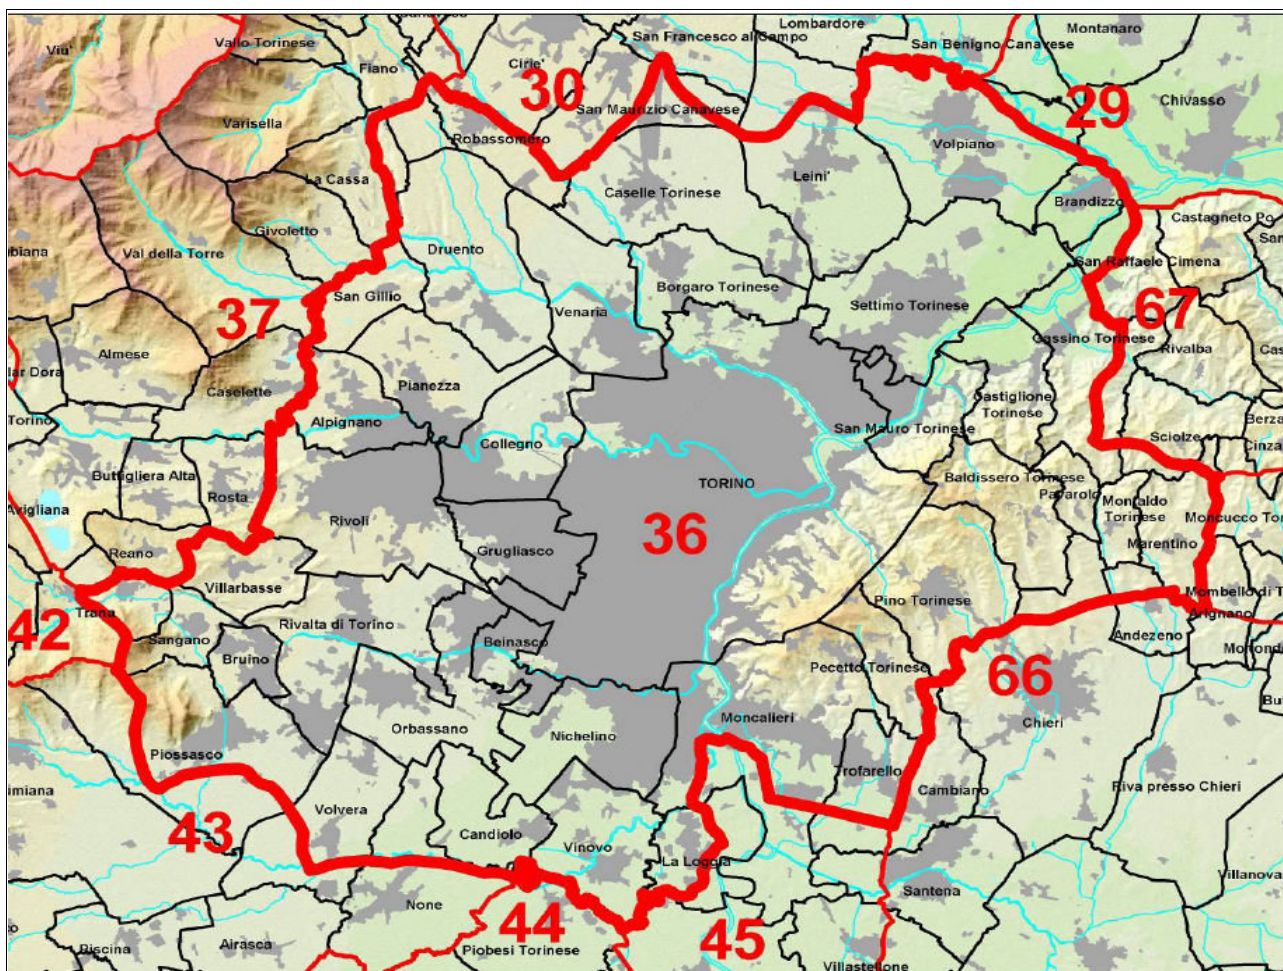 Lombardore
Montanaro
San Francesco al Campo
San Benigno Canavese
Viu'
Vallo Torinese
Fiano
Cirie'
30
San Maurizio Canavese
29
Chivasso
Varisella
Robassomero
Volpiano
La Cassa
Caselle Torinese
Leini'
Brandizzo
Castagneto Po
Givoletto
Val della Torre
Druento
San Raffaele Cimena
San Gillio
Borgaro Torinese
Settimo Torinese
37
Venaria
67
Almese
Gassino Torinese
Rivalba
Caselette
Pianezza
Castiglione
Torinese
Torino
Alpignano
Collegno
San Mauro Torinese
Sciolze
Buttigliera Alta
Baldissero Torinese
Avigliana
Rosta
TORINO
Pavarolo
Montaldo
Torinese
Moncucco Tor
Rivoli
36
Marentino
Reano
Grugliasco
Villarbasse
Pino Torinese
Mombello di T
42
Trana
Arignano
Sangano
Rivalta di Torino
Beinasco
Andezeno
Bruino
Pecetto Torinese
66
Moncalieri
Chieri
Orbassano
Nichelino
Piossasco
Trofarello
Cambiano
Riva presso Chieri
Volvera
43
Candiolo
Vinovo
La Loggia
Villanova
Santena
None
44
45
Airasca
Piscina
Piobesi Torinese
Villastellone